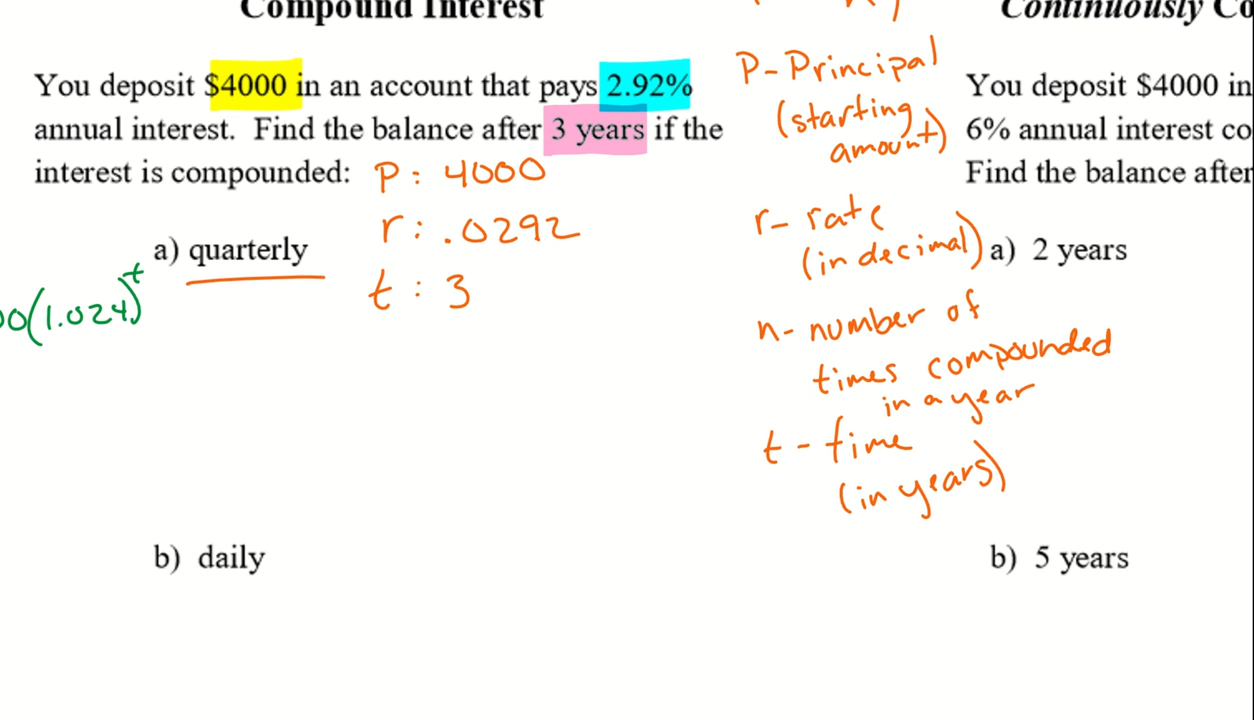 Compound Interest
You deposit $4000 in an account that pays 2.92%
annual interest. Find the balance after 3 years if the
interest is compounded:
P: 4000
r: .0292
t: 3
a) quarterly
(1.024)^t
b) daily
P-Principal
(starting
amount)
r- rate
(in decimal)
n- number of
times compounded
in a year
t - time
(in years)
Continuously
You deposit $4000 in
6% annual interest
Find the balance after
a) 2 years
b) 5 years